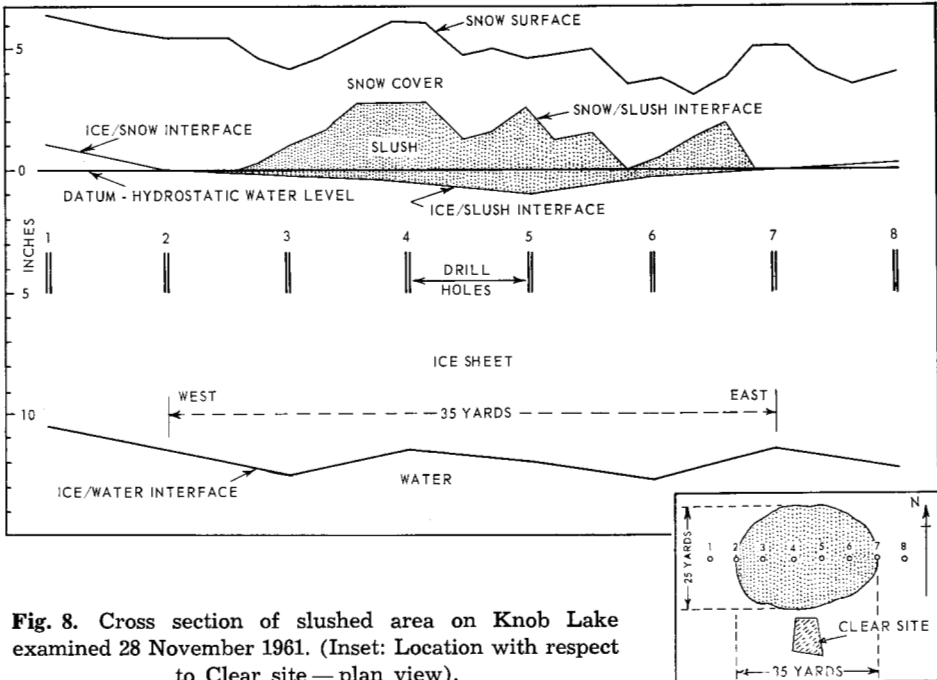 SNOW SURFACE
5
SNOW COVER
SNOW/SLUSH INTERFACE
ICE/SNOW INTERFACE
SLUSH
0
DATUM - HYDROSTATIC WATER LEVEL
ICE/SLUSH INTERFACE
INCHES
1 2 3 4 5 6 7 8
DRILL
HOLES
5
ICE SHEET
WEST EAST
35 YARDS
10
WATER
ICE/WATER INTERFACE
N
25 YARDS
1 2 3 4 5 6 7 8
CLEAR SITE
35 YARDS
Fig. 8. Cross section of slushed area on Knob Lake
examined 28 November 1961. (Inset: Location with respect
to Clear site — plan view).